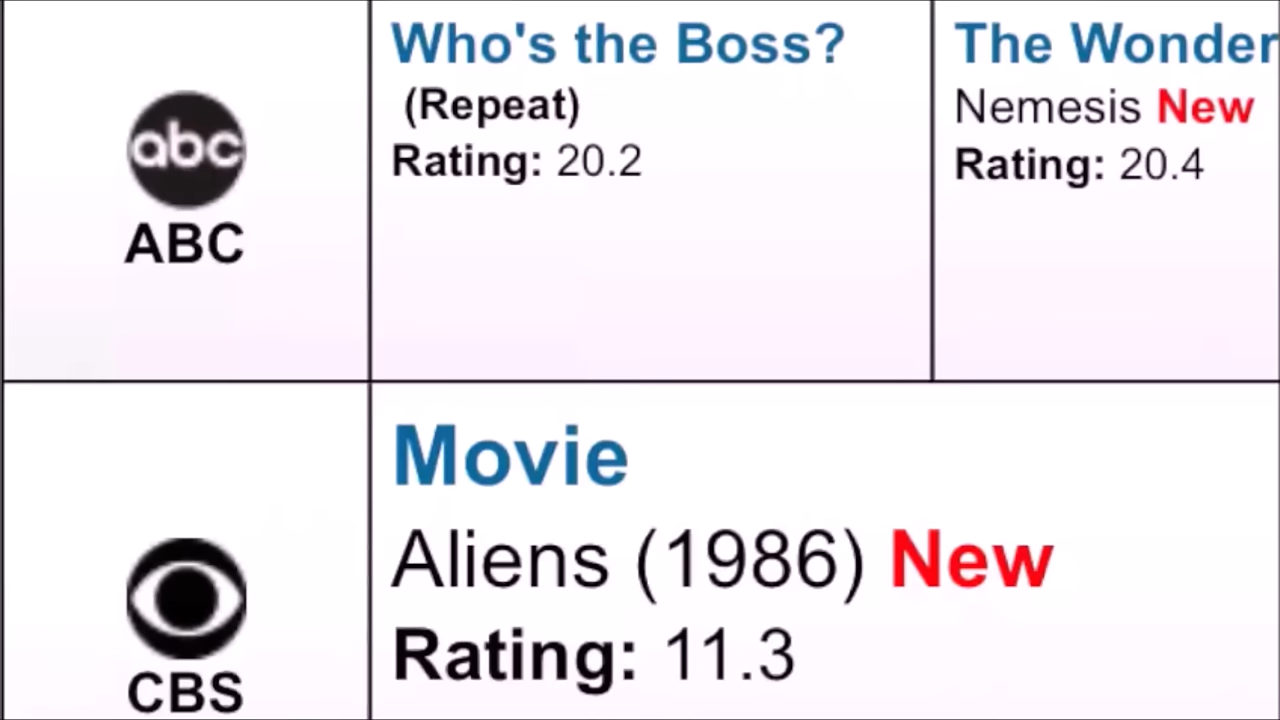 Who's the Boss?
(Repeat)
Rating: 20.2
The Wonder
Nemesis New
Rating: 20.4
abc
ABC
Movie
Aliens (1986) New
Rating: 11.3
CBS